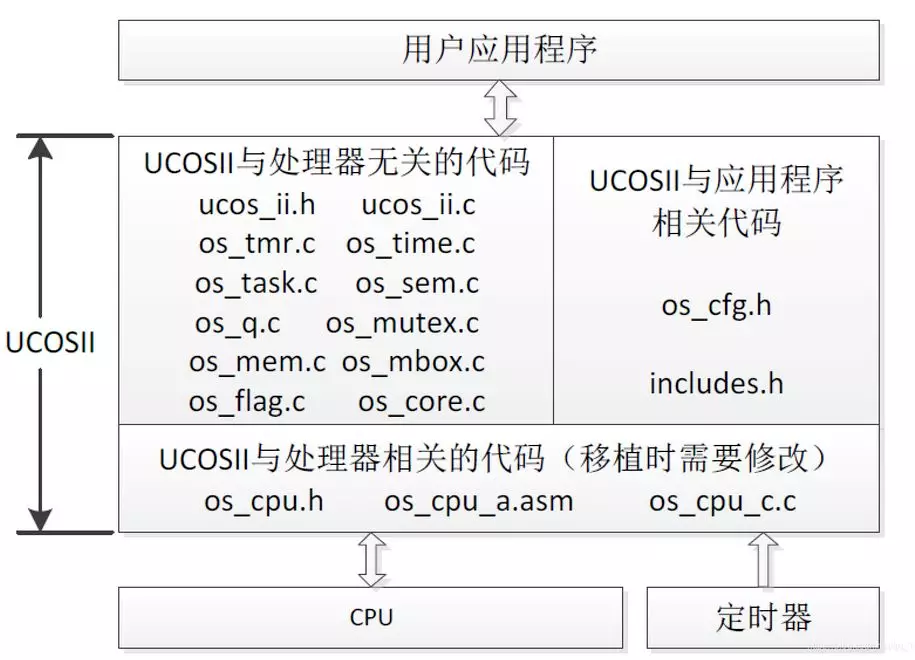 用户应用程序
UCOSII
UCOSII与处理器无关的代码
ucos_ii.h ucos_ii.c
os_tmr.c os_time.c
os_task.c os_sem.c
os_q.c os_mutex.c
os_mem.c os_mbox.c
os_flag.c os_core.c
UCOSII与应用程序
相关代码
os_cfg.h
includes.h
UCOSII与处理器相关的代码（移植时需要修改）
os_cpu.h os_cpu_a.asm os_cpu_c.c
CPU
定时器